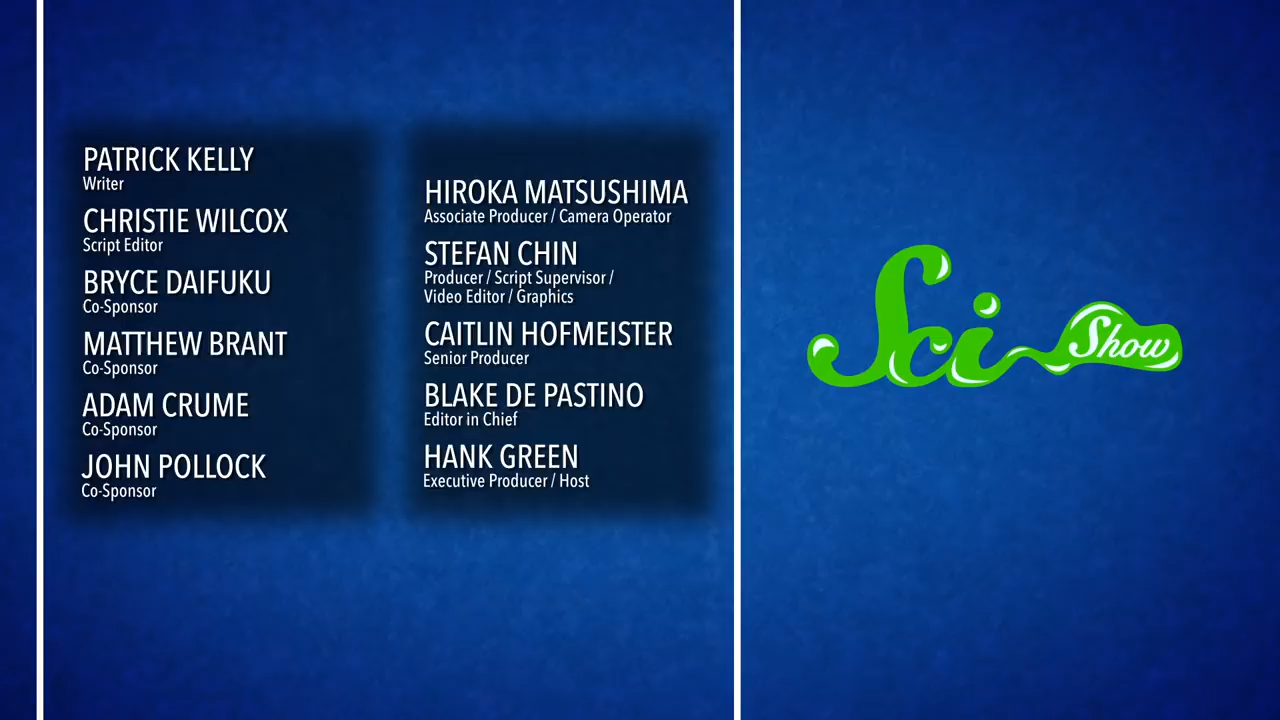 PATRICK KELLY
Writer
CHRISTIE WILCOX
Script Editor
BRYCE DAIFUKU
Co-Sponsor
MATTHEW BRANT
Co-Sponsor
ADAM CRUME
Co-Sponsor
JOHN POLLOCK
Co-Sponsor
HIROKA MATSUSHIMA
Associate Producer / Camera Operator
STEFAN CHIN
Producer / Script Supervisor /
Video Editor / Graphics
CAITLIN HOFMEISTER
Senior Producer
BLAKE DE PASTINO
Editor in Chief
HANK GREEN
Executive Producer / Host
Sci Show